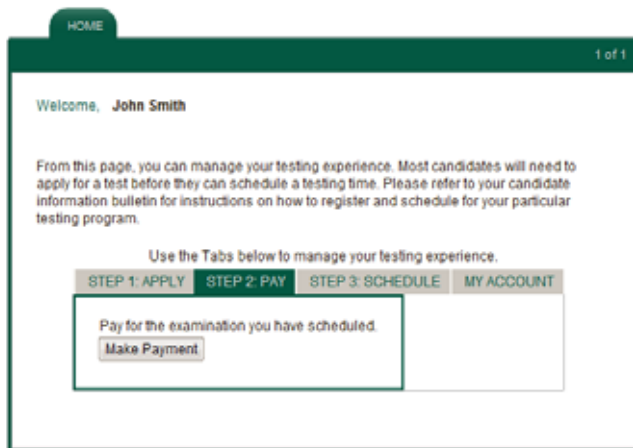 HOME
1 of 1
Welcome, John Smith
From this page, you can manage your testing experience. Most candidates will need to
apply for a test before they can schedule a testing time. Please refer to your candidate
information bulletin for instructions on how to register and schedule for your particular
testing program.
Use the Tabs below to manage your testing experience.
STEP 1: APPLY STEP 2: PAY STEP 3: SCHEDULE MY ACCOUNT
Pay for the examination you have scheduled.
Make Payment